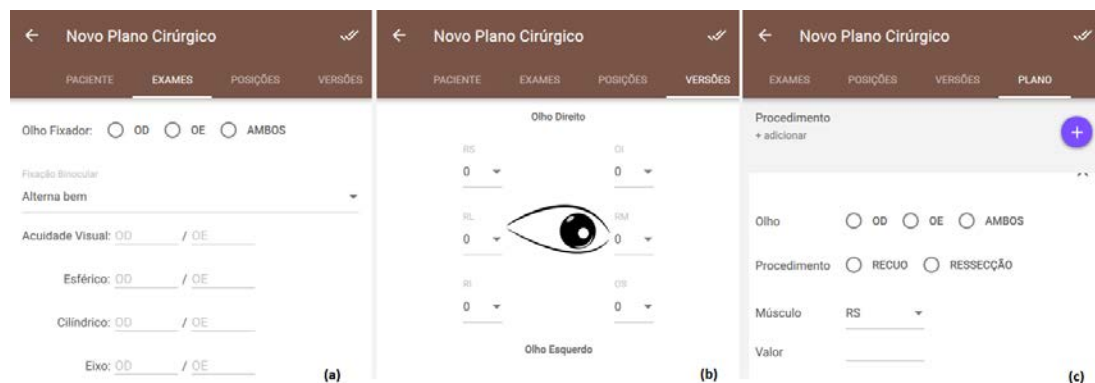 Novo Plano Cirúrgico
PACIENTE EXAMES POSIÇÕES VERSÕES
Olho Fixador: OD OE AMBOS
Fixação Binocular
Alterna bem
Acuidade Visual: OD / OE
Esférico: OD / OE
Cilíndrico: OD / OE
Eixo: OD / OE
(a)
Novo Plano Cirúrgico
PACIENTE EXAMES POSIÇÕES VERSÕES
Olho Direito
RS OI
0 0
RL RM
0 0
RI OS
0 0
Olho Esquerdo
(b)
Novo Plano Cirúrgico
EXAMES POSIÇÕES VERSÕES PLANO
Procedimento
+ adicionar
+
Olho OD OE AMBOS
Procedimento RECUO RESSECÇÃO
Músculo RS
Valor
(c)